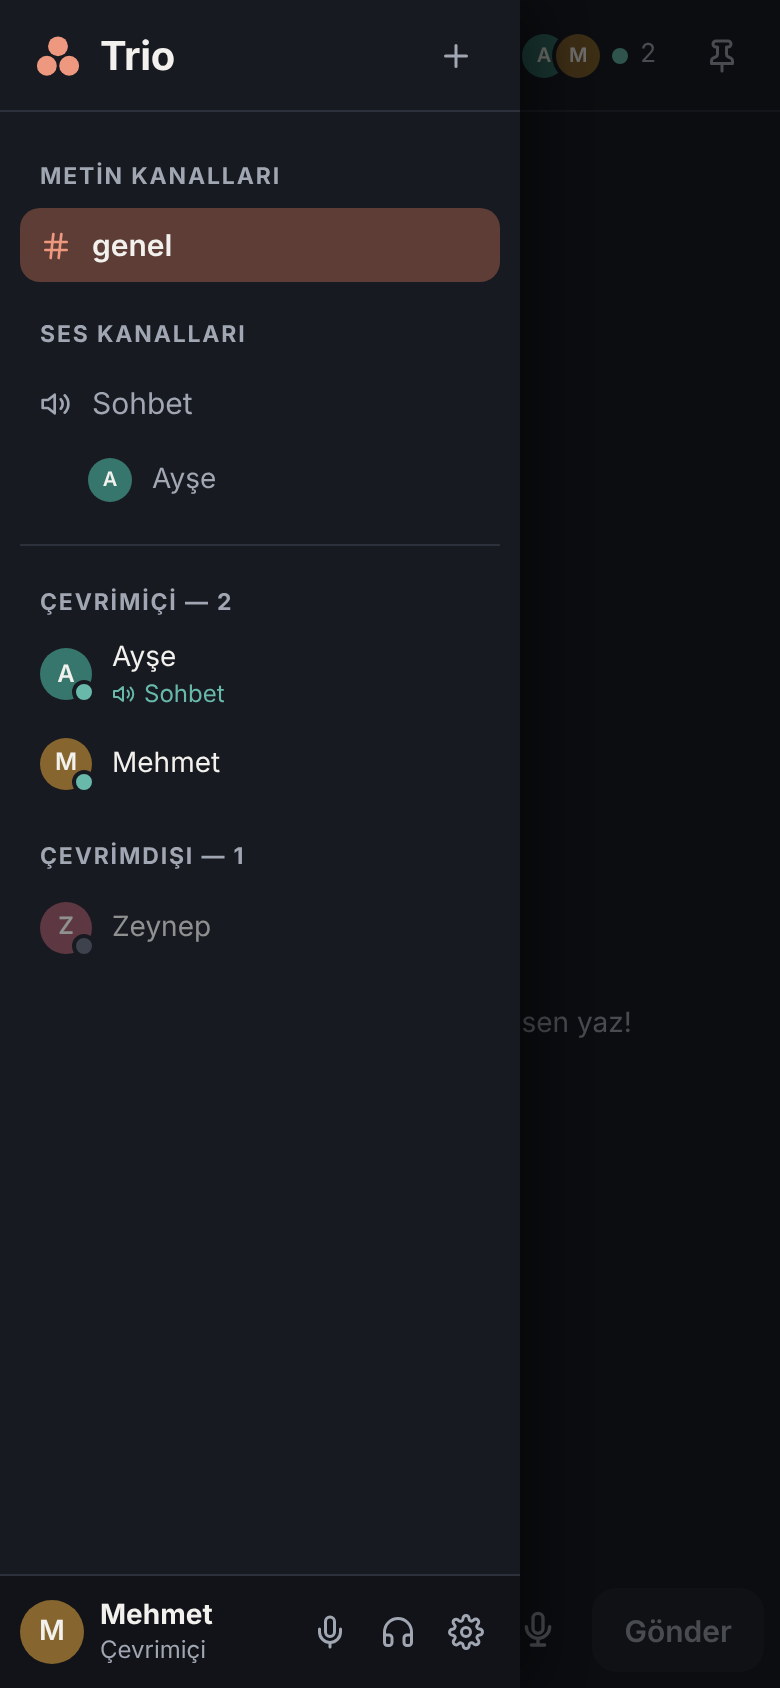 Trio
A M 2
METİN KANALLARI
genel
SES KANALLARI
Sohbet
A Ayşe
ÇEVRİMİÇİ — 2
A Ayşe
Sohbet
M Mehmet
ÇEVRİMDIŞI — 1
Z Zeynep
sen yaz!
M Mehmet
Çevrimiçi
Gönder